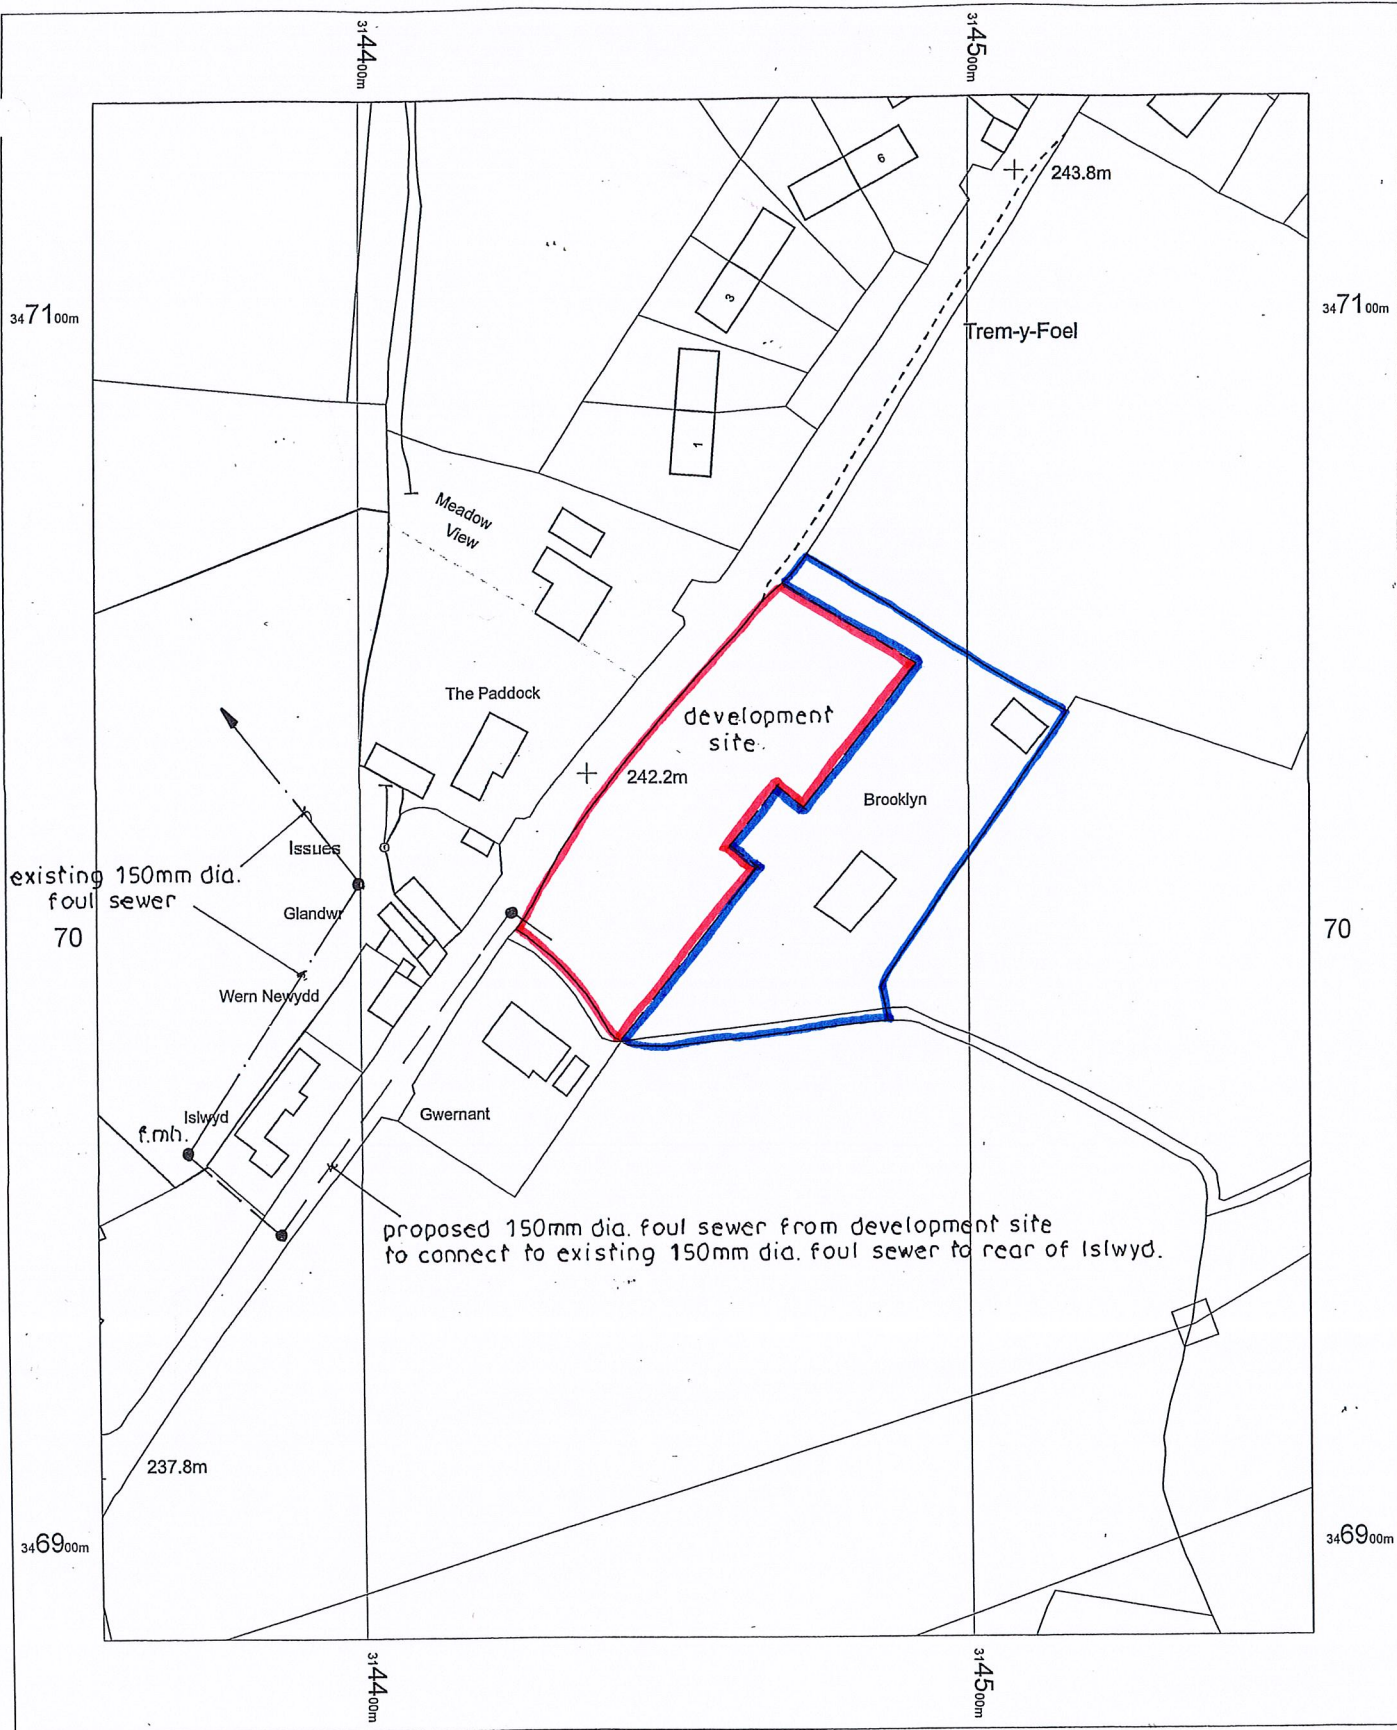 3144 00m
3145 00m
6
243.8m
3471 00m
3471 00m
3
Trem-y-Foel
1
Meadow
View
The Paddock
development
site.
242.2m
Brooklyn
Issues
existing 150mm dia.
foul sewer
Glandwr
70
70
Wern Newydd
Islwyd
f.mh.
Gwernant
proposed 150mm dia. foul sewer from development site
to connect to existing 150mm dia. foul sewer to rear of Islwyd.
237.8m
3469 00m
3469 00m
3144 00m
3145 00m